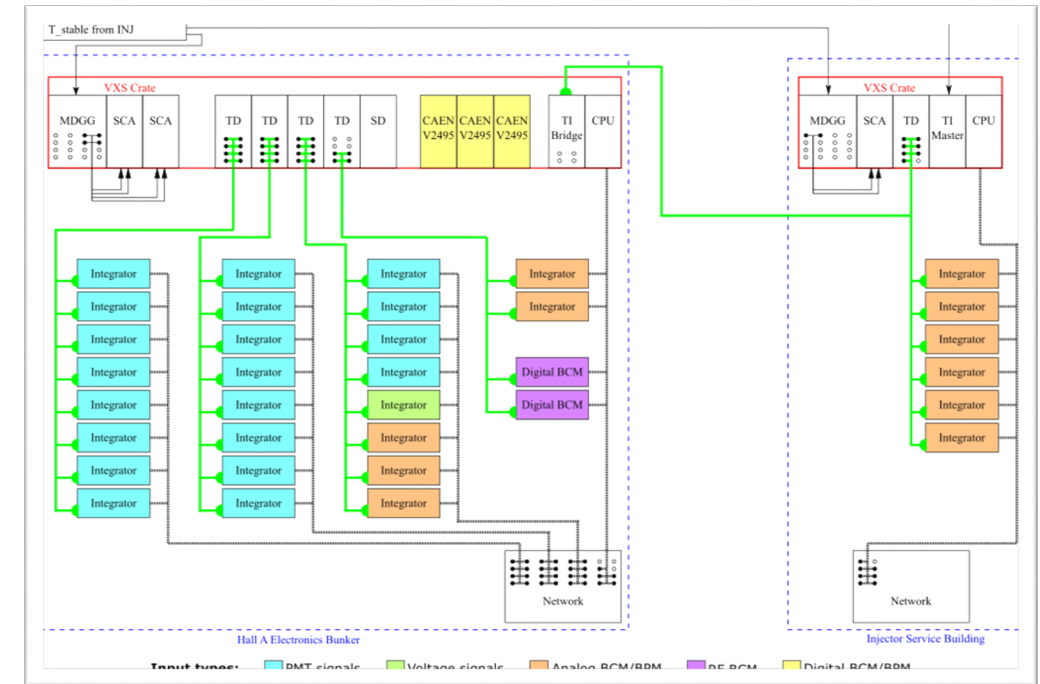 T_stable from INJ
VXS Crate
VXS Crate
MDGG SCA SCA TD TD TD TD SD CAEN V2495 CAEN V2495 CAEN V2495 TI Bridge CPU
MDGG SCA TD TI Master CPU
Integrator Integrator Integrator Integrator Integrator
Integrator Integrator Integrator Integrator Integrator
Integrator Integrator Integrator Integrator
Integrator Integrator Integrator Digital BCM Integrator
Integrator Integrator Integrator Digital BCM Integrator
Integrator Integrator Integrator Integrator
Integrator Integrator Integrator
Integrator Integrator Integrator
Network Network
Hall A Electronics Bunker
Injector Service Building
Input types: PMT signals Voltage signals Analog BCM/BPM RF BCM Digital BCM/BPM